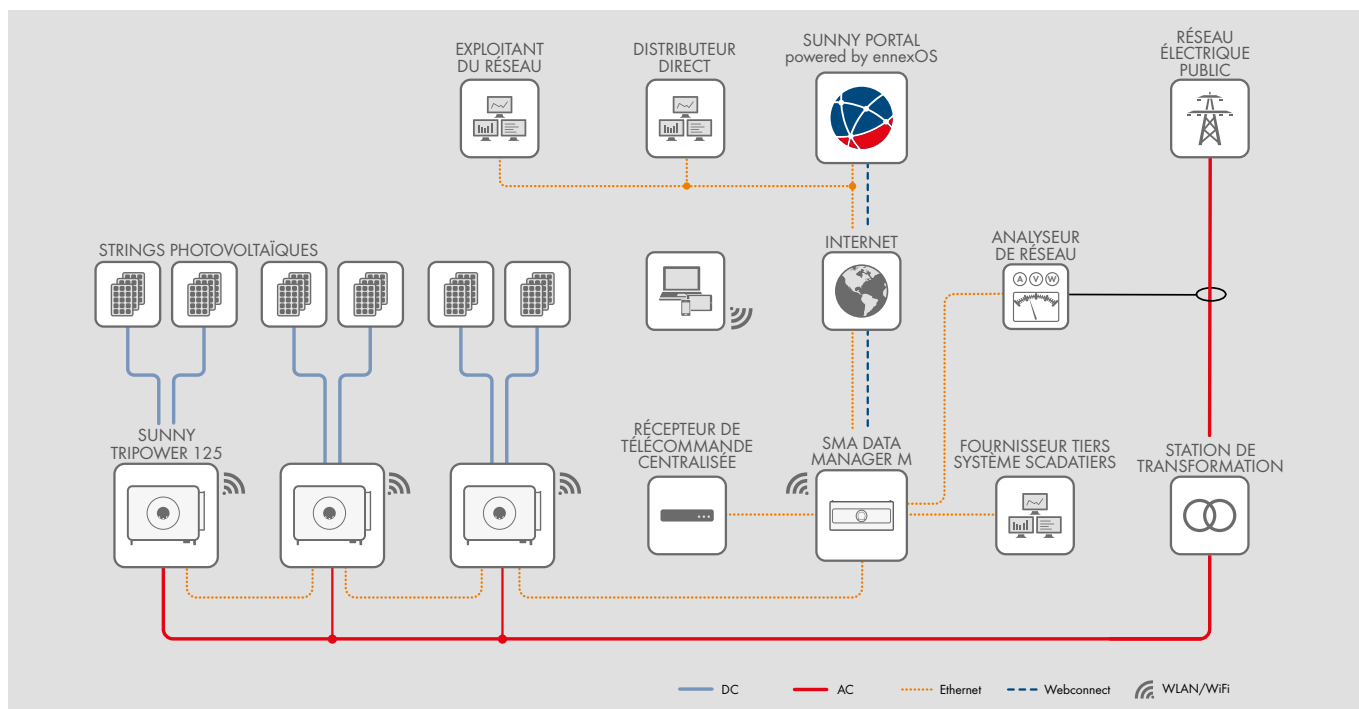 EXPLOITANT
DU RÉSEAU
DISTRIBUTEUR
DIRECT
SUNNY PORTAL
powered by ennexOS
RÉSEAU
ÉLECTRIQUE
PUBLIC
STRINGS PHOTOVOLTAÏQUES
INTERNET
ANALYSEUR
DE RÉSEAU
A V W
SUNNY
TRIPOWER 125
RÉCEPTEUR DE
TÉLÉCOMMANDE
CENTRALISÉE
SMA DATA
MANAGER M
FOURNISSEUR TIERS
SYSTÈME SCADATIERS
STATION DE
TRANSFORMATION
DC
AC
Ethernet
Webconnect
WLAN/WiFi